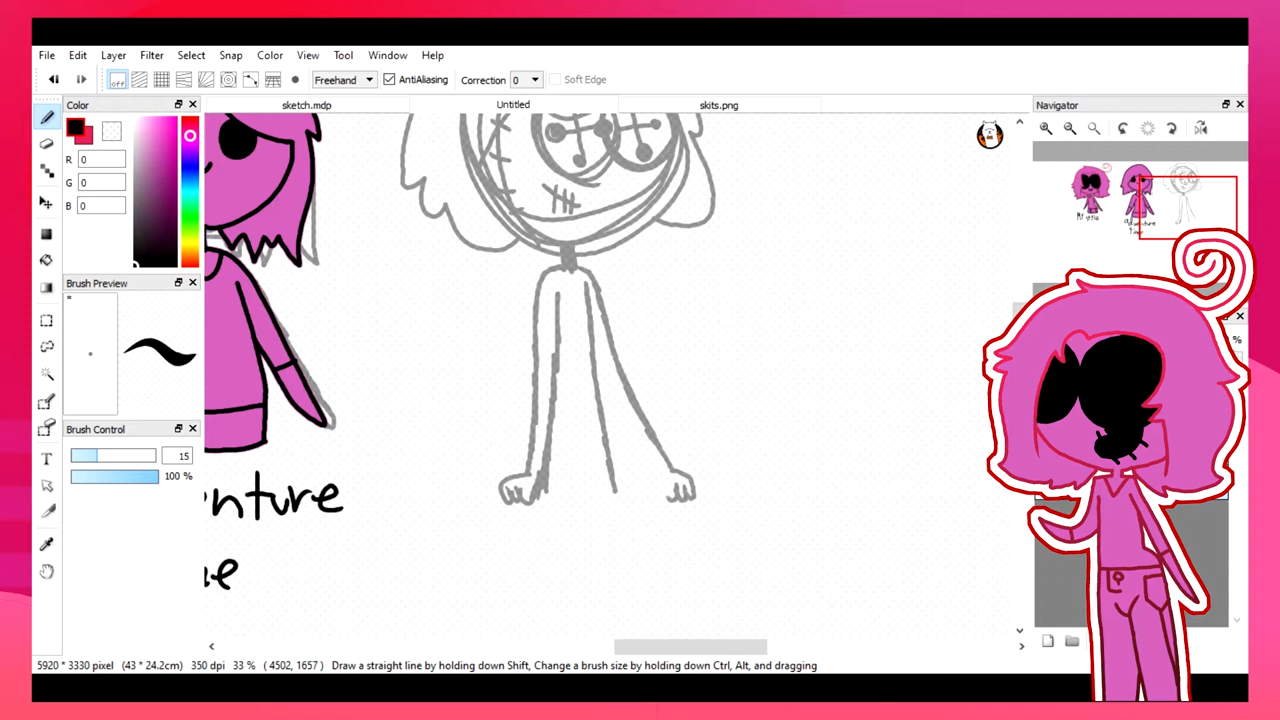 File Edit Layer Filter Select Snap Color View Tool Window Help
off Freehand AntiAliasing Correction 0 Soft Edge
Color sketch.mdp Untitled skits.png Navigator
R 0
G 0
B 0
Brush Preview
Brush Control
15
100 %
%
nture
e
5920 * 3330 pixel (43 * 24.2cm) 350 dpi 33 % ( 4502, 1657 ) Draw a straight line by holding down Shift, Change a brush size by holding down Ctrl, Alt, and dragging